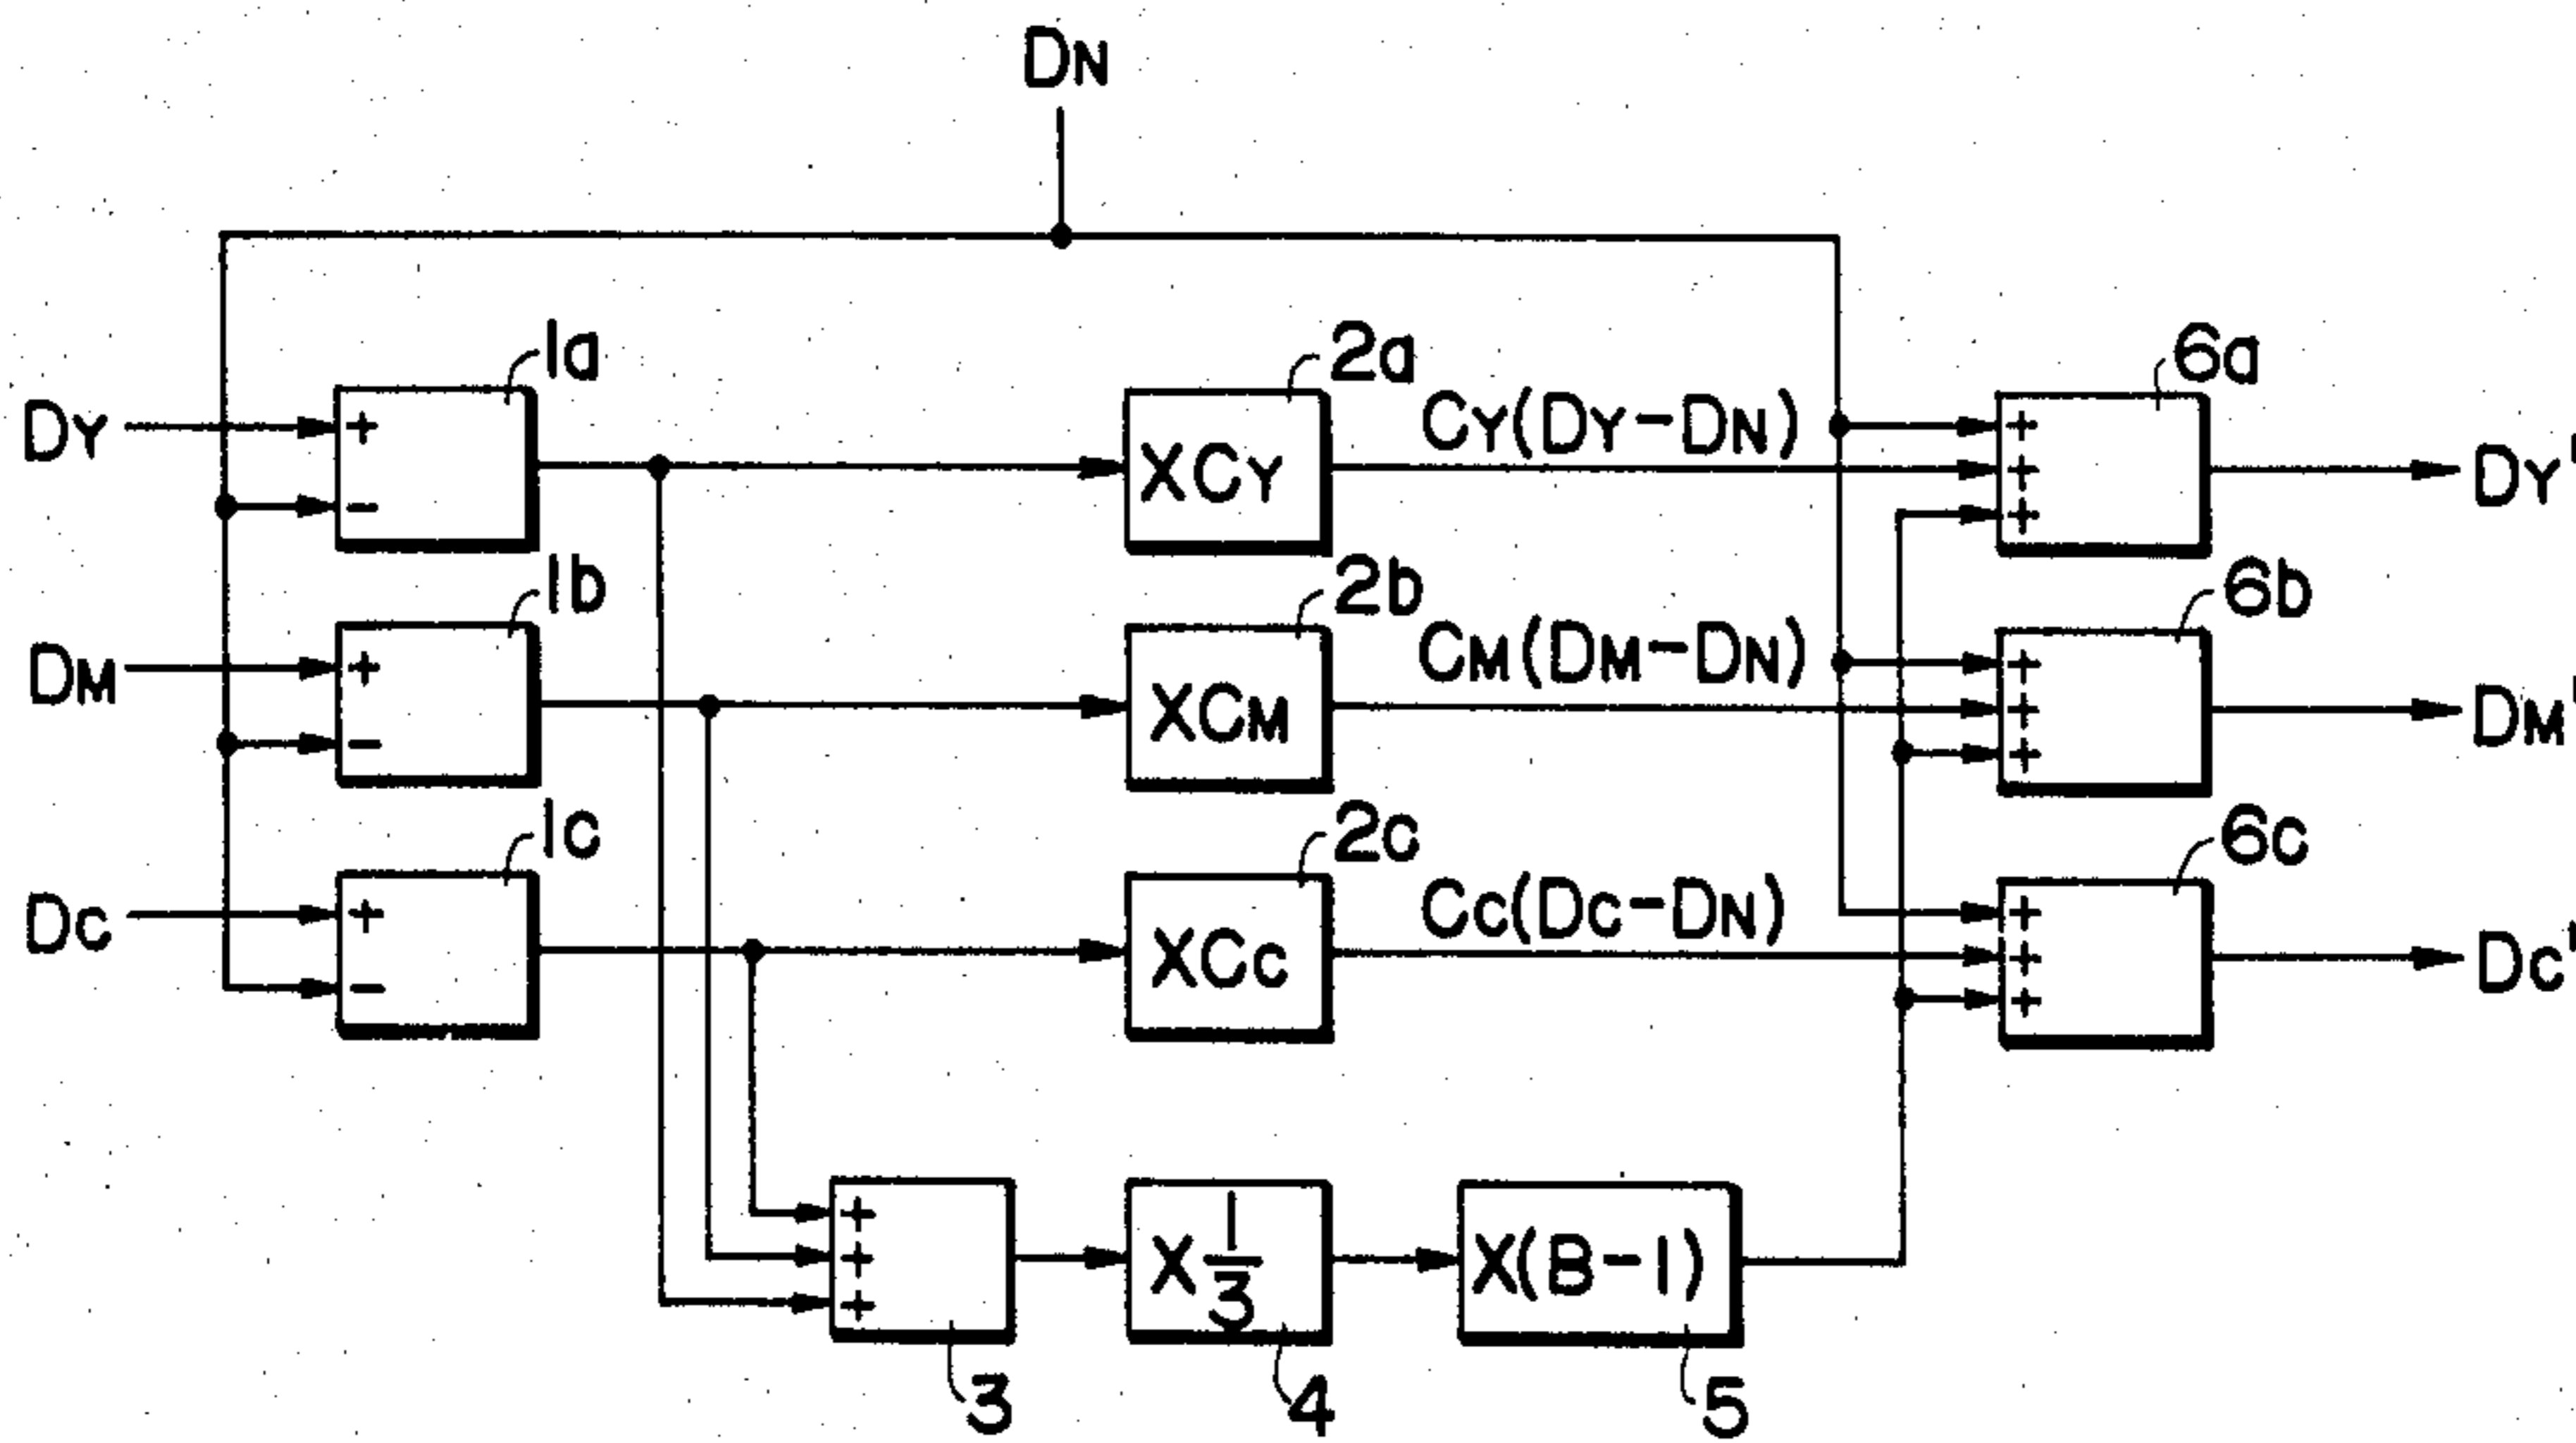 DN
1a
2a
6a
DY
+
−
XCY
CY(DY−DN)
+
+
+
DY'
1b
2b
6b
DM
+
−
XCM
CM(DM−DN)
+
+
+
DM'
1c
2c
6c
DC
+
−
XCC
CC(DC−DN)
+
+
+
DC'
+
+
+
X 1/3
X(B−1)
3
4
5